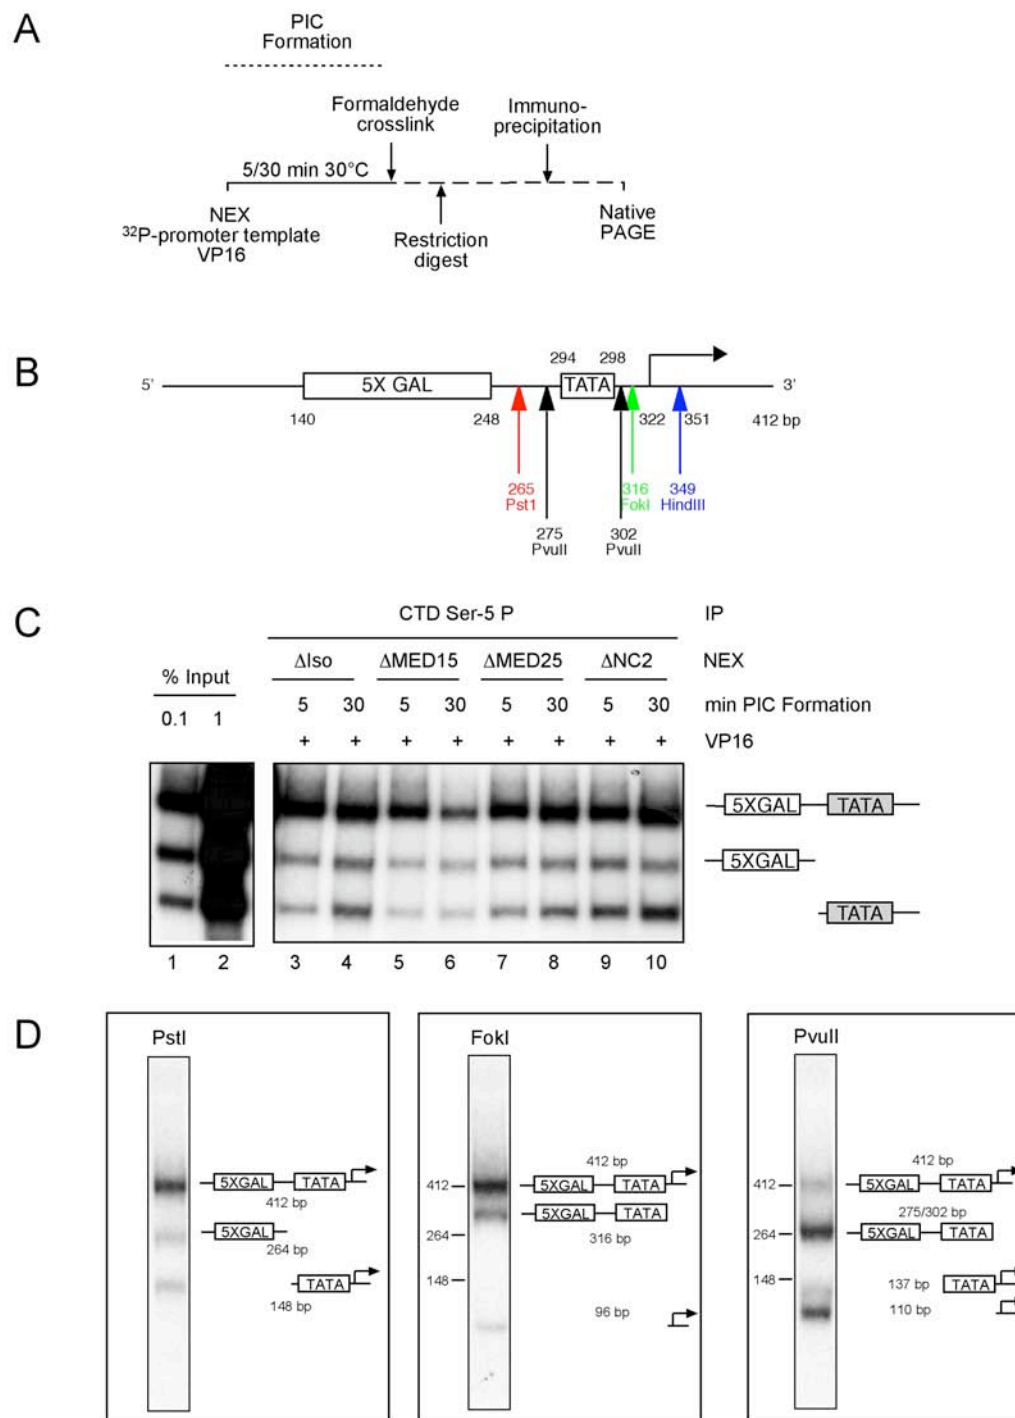 A
PIC
Formation
Formaldehyde
crosslink
Immuno-
precipitation
5/30 min 30°C
NEX
³²P-promoter template
VP16
Restriction
digest
Native
PAGE
B
294 298
5' 5X GAL TATA 3'
140 248 322 351 412 bp
265
Pst1
316
FokI
349
HindIII
275
PvuII
302
PvuII
C
CTD Ser-5 P IP
ΔIso ΔMED15 ΔMED25 ΔNC2 NEX
% Input
0.1 1
5 30 5 30 5 30 5 30 min PIC Formation
+ + + + + + + + VP16
5XGAL TATA
5XGAL
TATA
1 2 3 4 5 6 7 8 9 10
D
PstI
5XGAL TATA
412 bp
5XGAL
264 bp
TATA
148 bp
FokI
412 bp
412 5XGAL TATA
5XGAL TATA
264
316 bp
148
96 bp
PvuII
412 bp
412 5XGAL TATA
275/302 bp
264 5XGAL TATA
148
137 bp TATA
110 bp